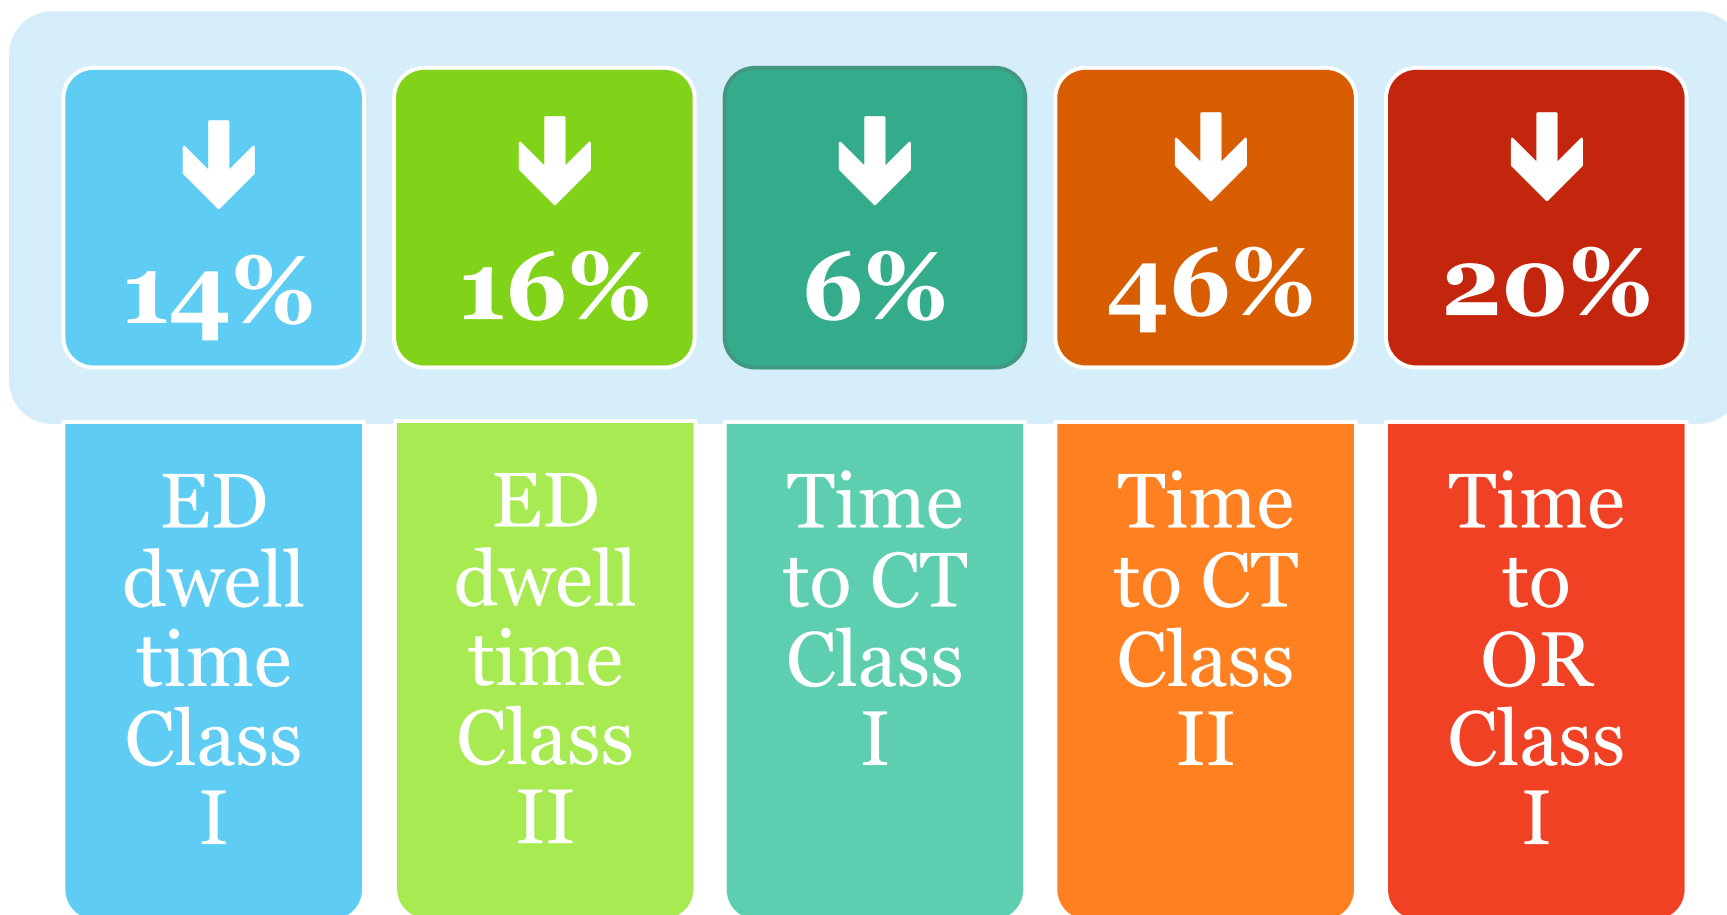 14%
16%
6%
46%
20%
ED
dwell
time
Class
I
ED
dwell
time
Class
II
Time
to CT
Class
I
Time
to CT
Class
II
Time
to
OR
Class
I